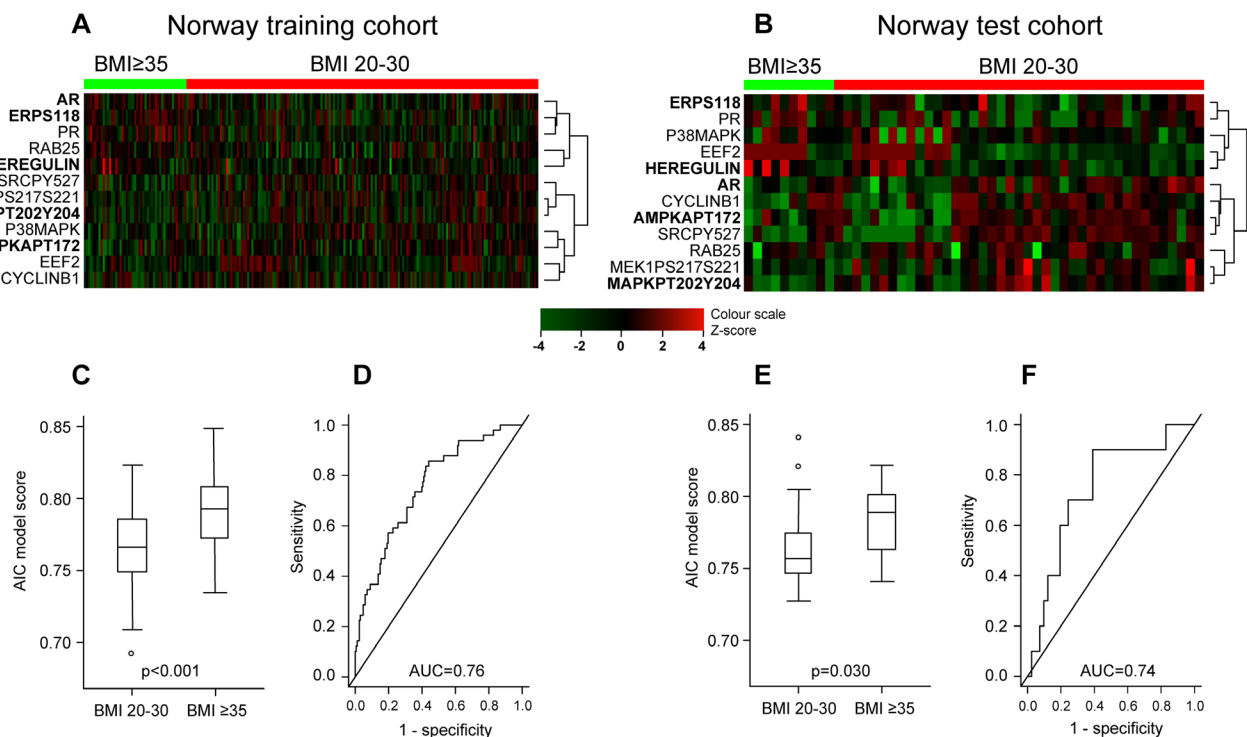 A
Norway training cohort
BMI≥35
BMI 20-30
AR
ERPS118
PR
RAB25
EREGULIN
SRCPY527
PS217S221
PT202Y204
P38MAPK
PKAPT172
EEF2
CYCLINB1
B
Norway test cohort
BMI≥35
BMI 20-30
ERPS118
PR
P38MAPK
EEF2
HEREGULIN
AR
CYCLINB1
AMPKAPT172
SRCPY527
RAB25
MEK1PS217S221
MAPKPT202Y204
Colour scale
Z-score
-4 -2 0 2 4
C
AIC model score
0.85
0.80
0.75
0.70
p<0.001
BMI 20-30 BMI ≥35
D
Sensitivity
1.0
0.8
0.6
0.4
0.2
0.0
AUC=0.76
0.0 0.2 0.4 0.6 0.8 1.0
1 - specificity
E
AIC model score
0.85
0.80
0.75
0.70
p=0.030
BMI 20-30 BMI ≥35
F
Sensitivity
1.0
0.8
0.6
0.4
0.2
0.0
AUC=0.74
0.0 0.2 0.4 0.6 0.8 1.0
1 - specificity